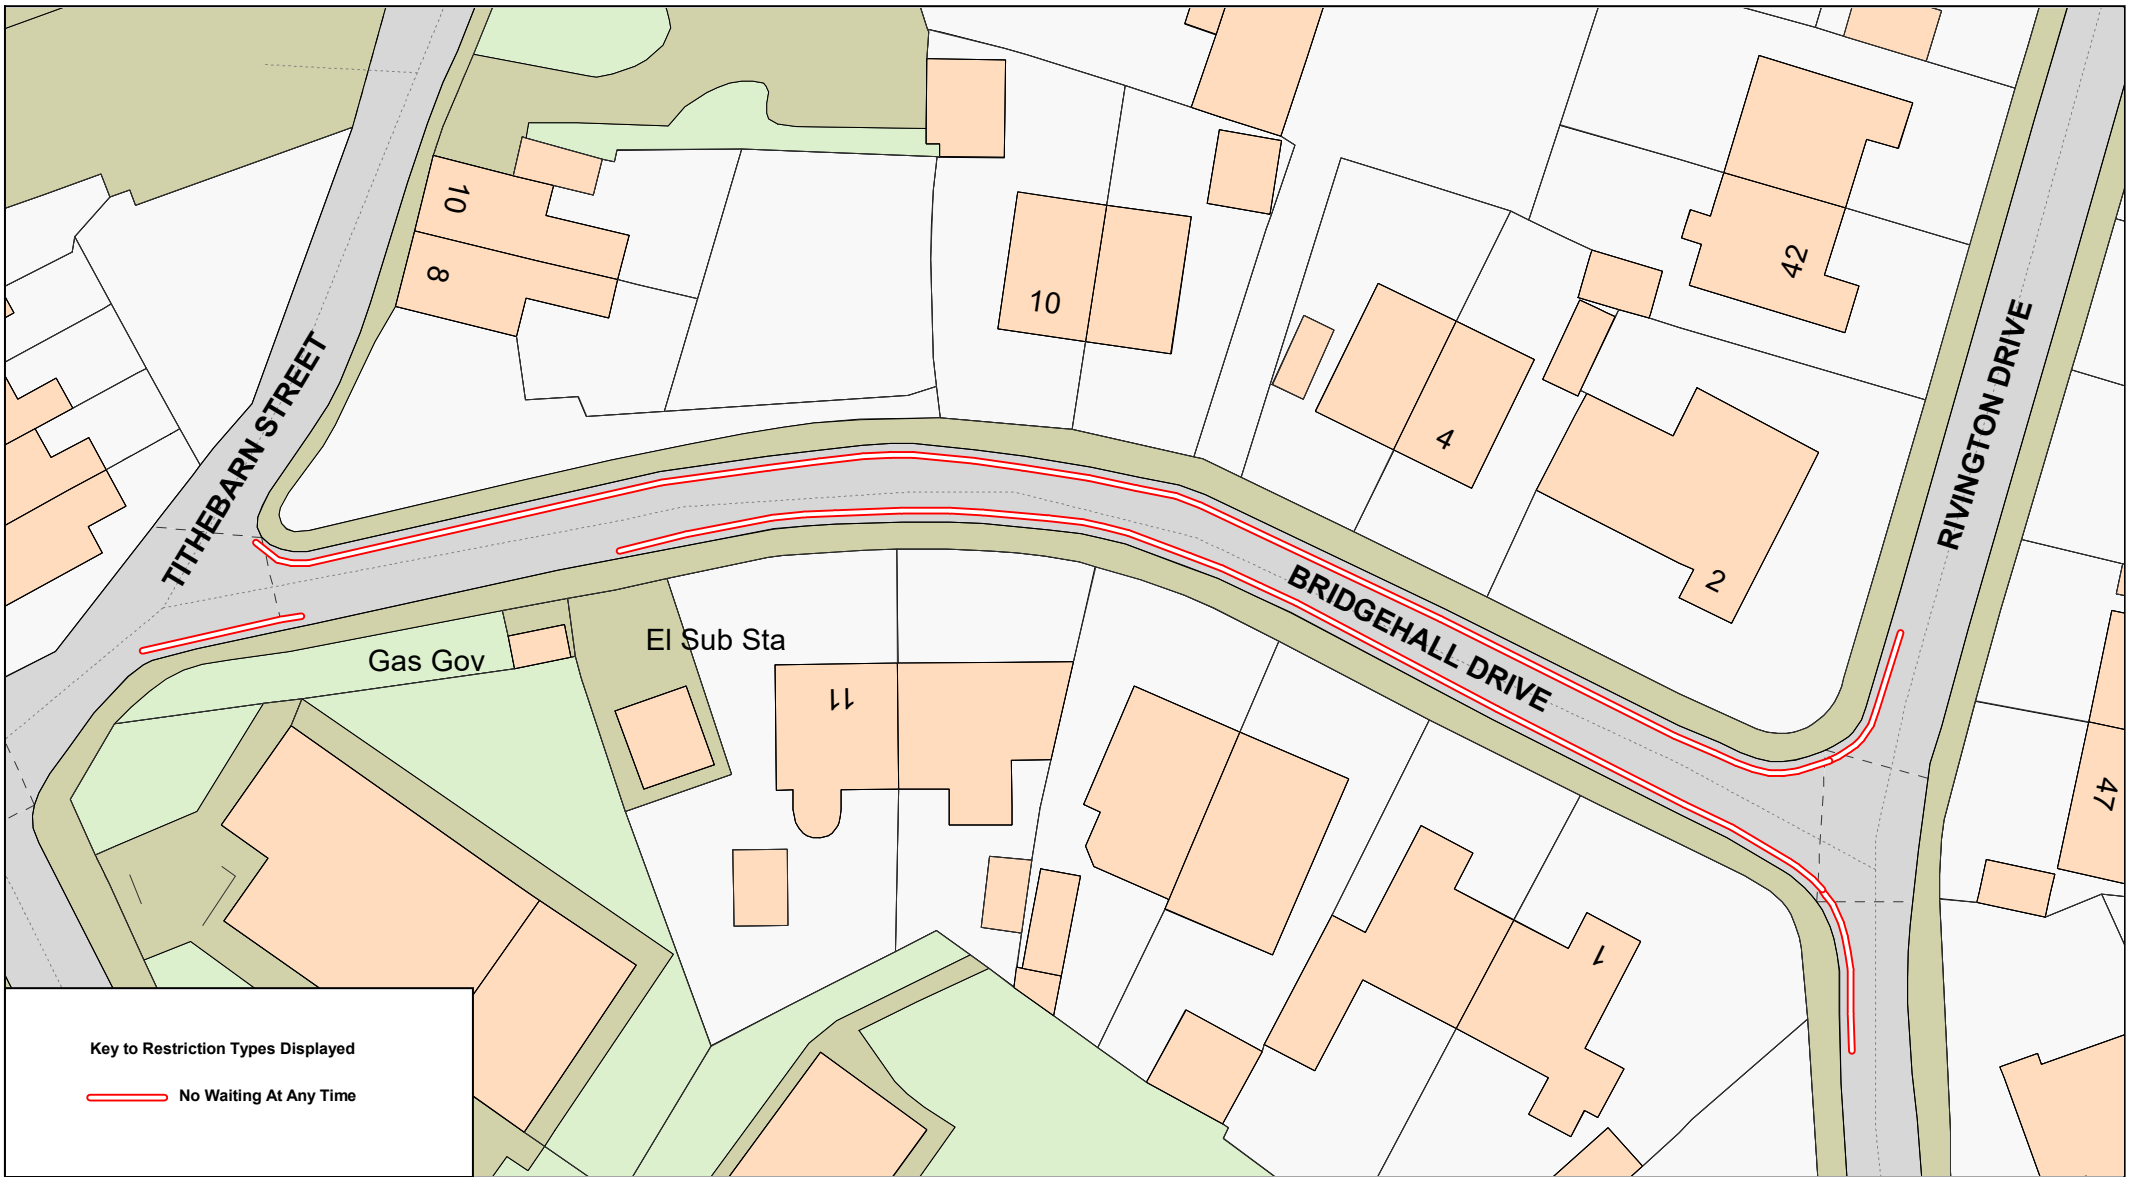 10
8
TITHEBARN STREET
10
42
RIVINGTON DRIVE
4
2
BRIDGEHALL DRIVE
El Sub Sta
Gas Gov
11
47
1
Key to Restriction Types Displayed
No Waiting At Any Time